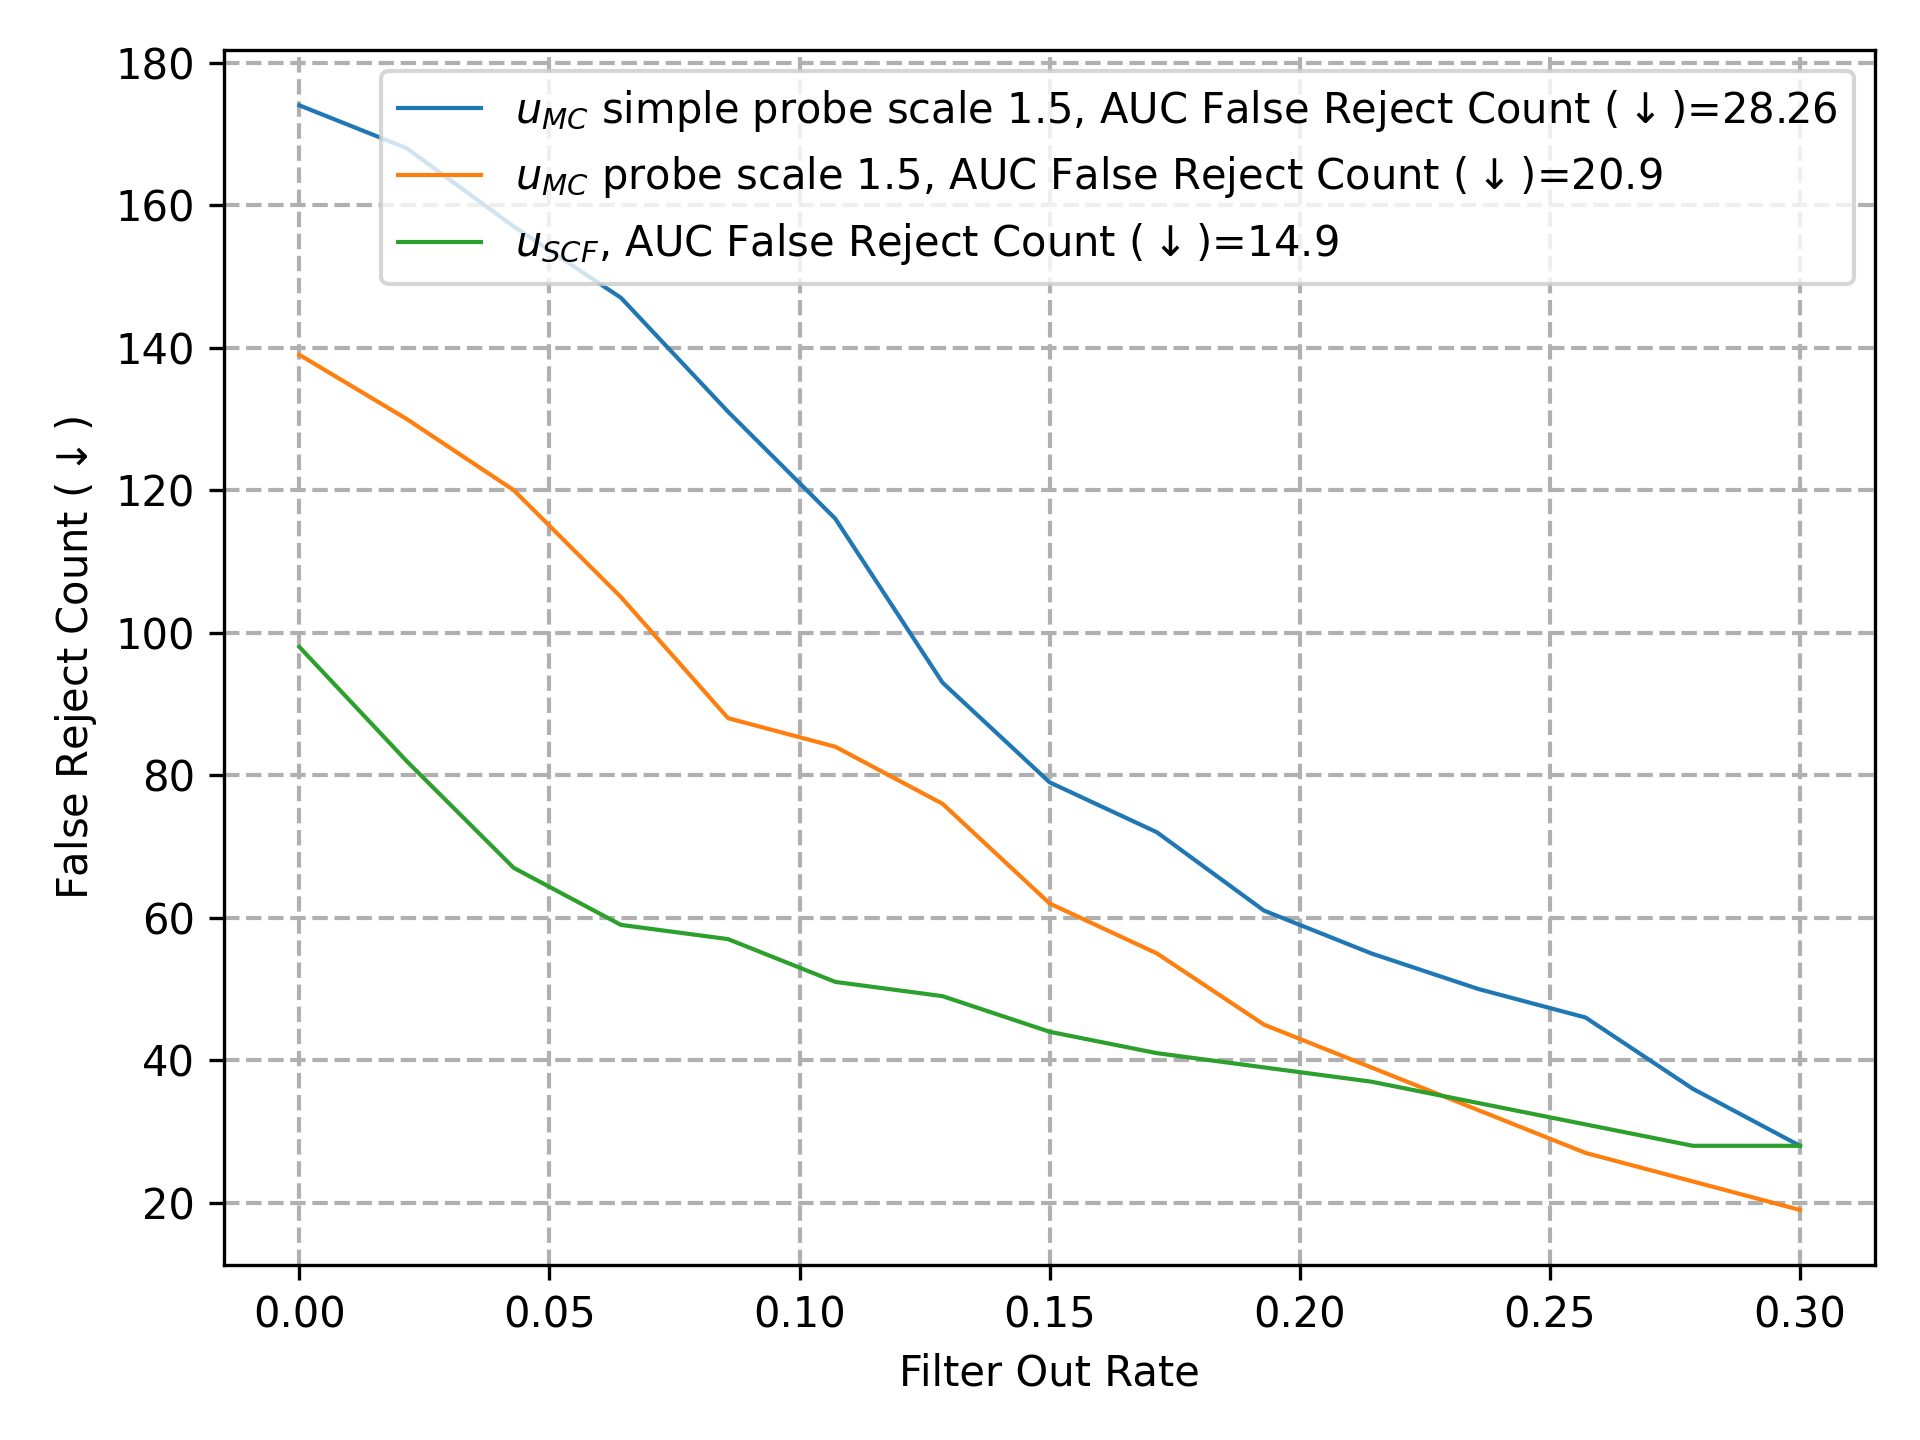 180
160
140
120
100
80
60
40
20
False Reject Count (↓)
u_MC simple probe scale 1.5, AUC False Reject Count (↓)=28.26
u_MC probe scale 1.5, AUC False Reject Count (↓)=20.9
u_SCF, AUC False Reject Count (↓)=14.9
0.00 0.05 0.10 0.15 0.20 0.25 0.30
Filter Out Rate